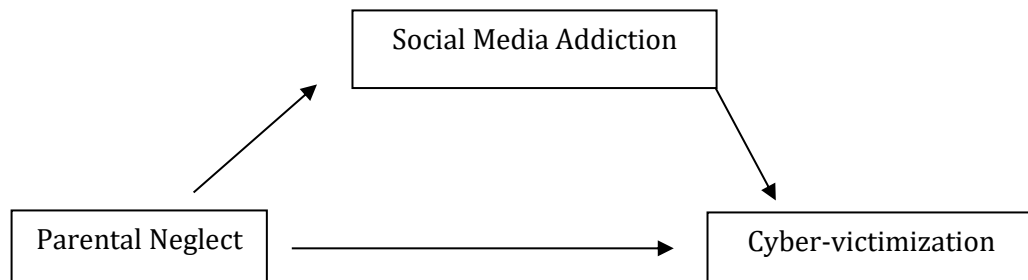 Social Media Addiction
Parental Neglect
Cyber-victimization